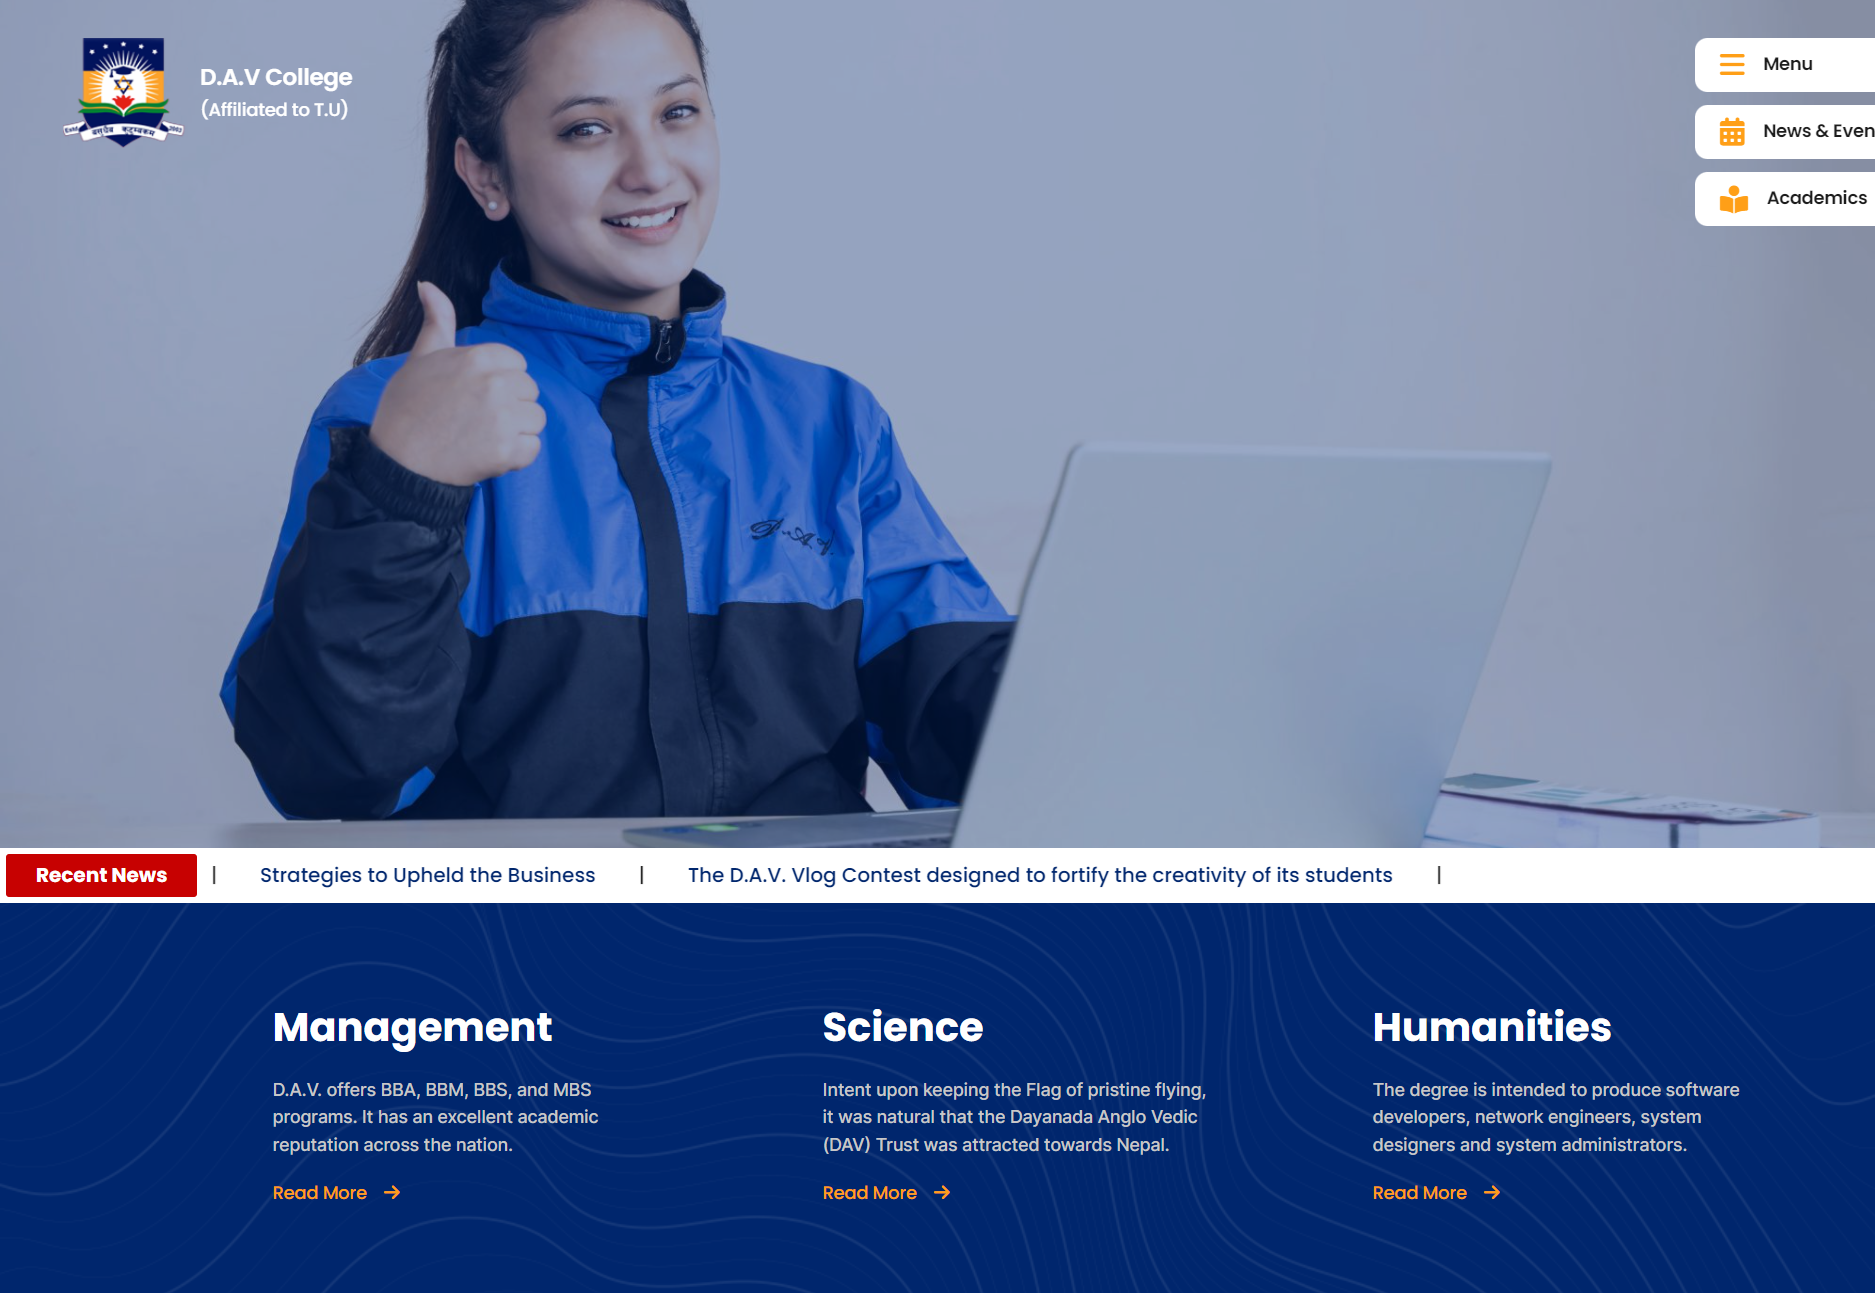 D.A.V College
(Affiliated to T.U)
Menu
News & Even
Academics
D.A.V.
Recent News | Strategies to Upheld the Business | The D.A.V. Vlog Contest designed to fortify the creativity of its students |
Management
D.A.V. offers BBA, BBM, BBS, and MBS
programs. It has an excellent academic
reputation across the nation.
Read More
Science
Intent upon keeping the Flag of pristine flying,
it was natural that the Dayanada Anglo Vedic
(DAV) Trust was attracted towards Nepal.
Read More
Humanities
The degree is intended to produce software
developers, network engineers, system
designers and system administrators.
Read More